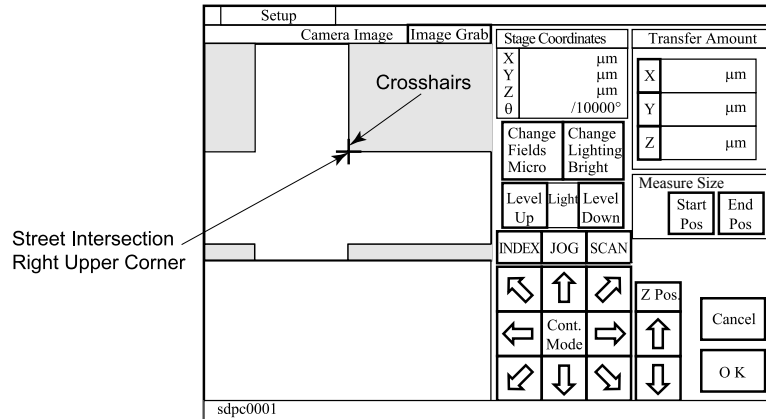 Setup
Camera Image
Image Grab
Crosshairs
Street Intersection
Right Upper Corner
Stage Coordinates
X μm
Y μm
Z μm
θ /10000°
Transfer Amount
X μm
Y μm
Z μm
Change
Fields
Micro
Change
Lighting
Bright
Level
Up
Light
Level
Down
Measure Size
Start
Pos
End
Pos
INDEX
JOG
SCAN
Cont.
Mode
Z Pos.
Cancel
O K
sdpc0001